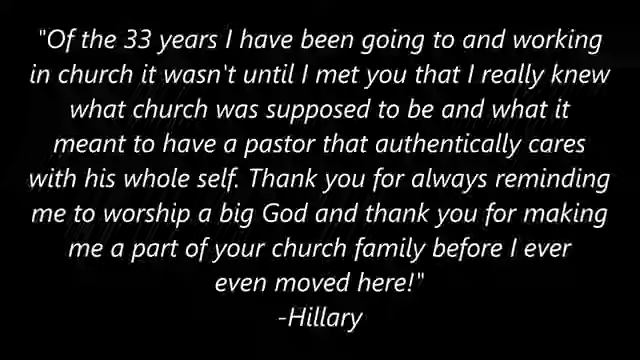 "Of the 33 years I have been going to and working
in church it wasn't until I met you that I really knew
what church was supposed to be and what it
meant to have a pastor that authentically cares
with his whole self. Thank you for always reminding
me to worship a big God and thank you for making
me a part of your church family before I ever
even moved here!"
-Hillary